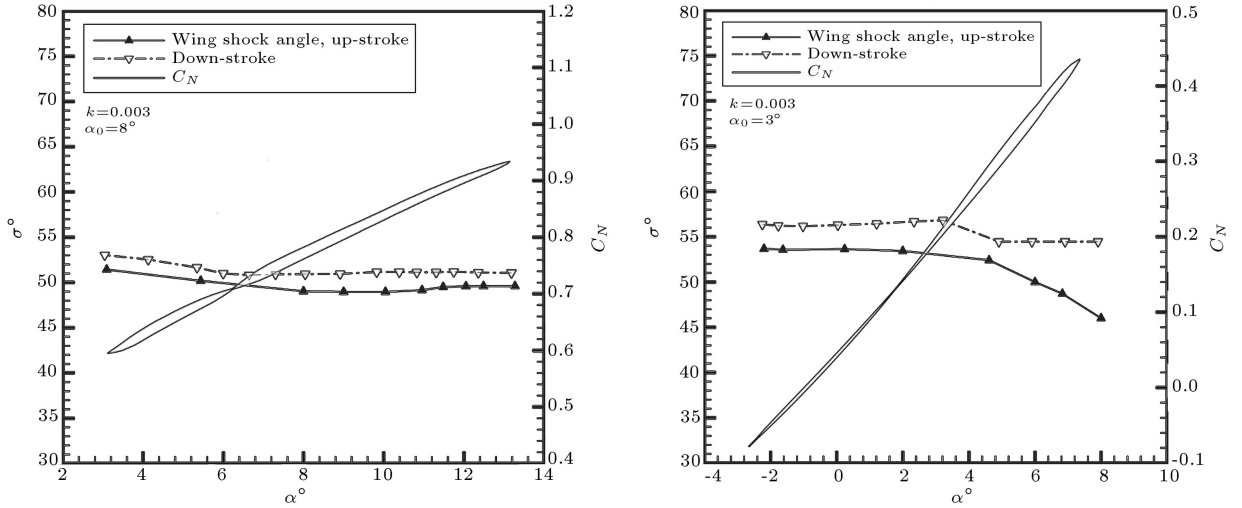 80
75
70
65
60
55
50
45
40
35
30
σ°
Wing shock angle, up-stroke
Down-stroke
C_N
k=0.003
α₀=8°
1.2
1.1
1.0
0.9
0.8
0.7
0.6
0.5
0.4
C_N
2 4 6 8 10 12 14
α°
80
75
70
65
60
55
50
45
40
35
30
σ°
Wing shock angle, up-stroke
Down-stroke
C_N
k=0.003
α₀=3°
0.5
0.4
0.3
0.2
0.1
0.0
-0.1
C_N
-4 -2 0 2 4 6 8 10
α°